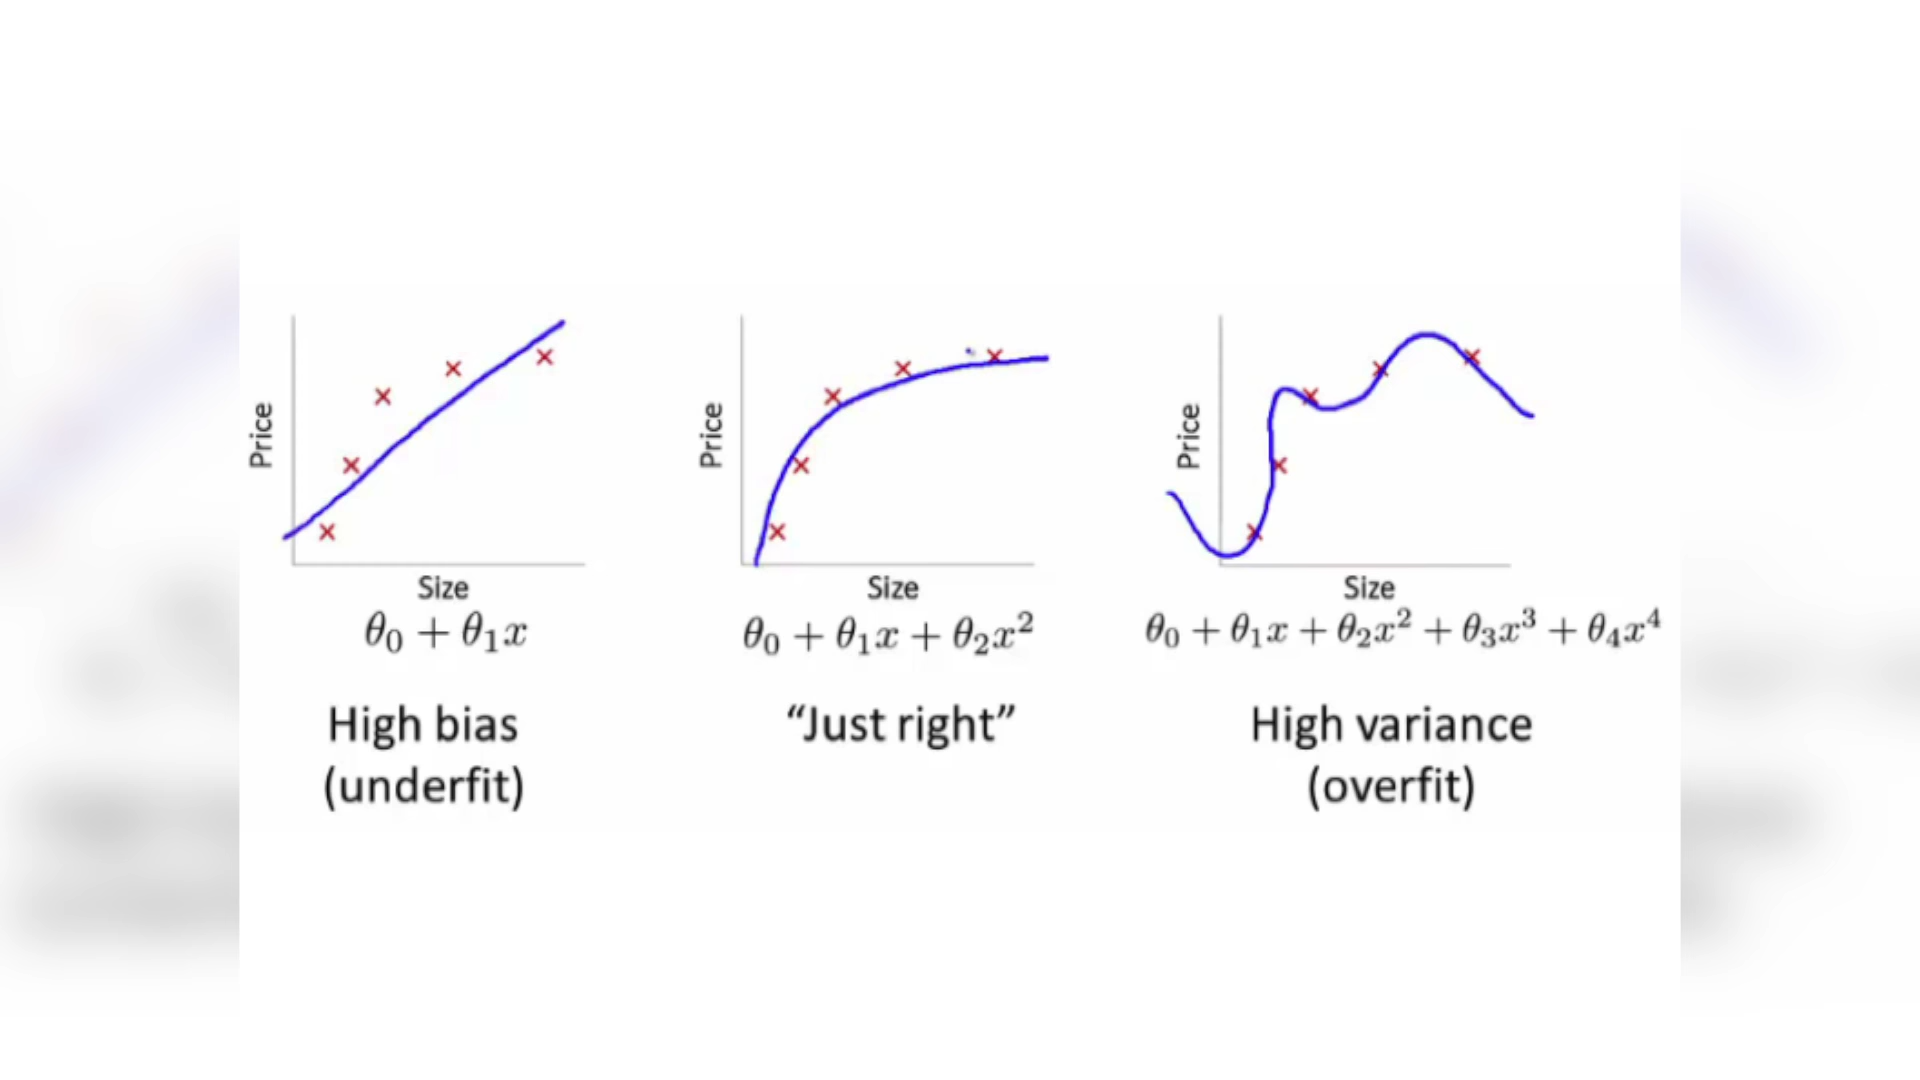 Price
Size
θ₀ + θ₁x
High bias
(underfit)
Price
Size
θ₀ + θ₁x + θ₂x²
“Just right”
Price
Size
θ₀ + θ₁x + θ₂x² + θ₃x³ + θ₄x⁴
High variance
(overfit)